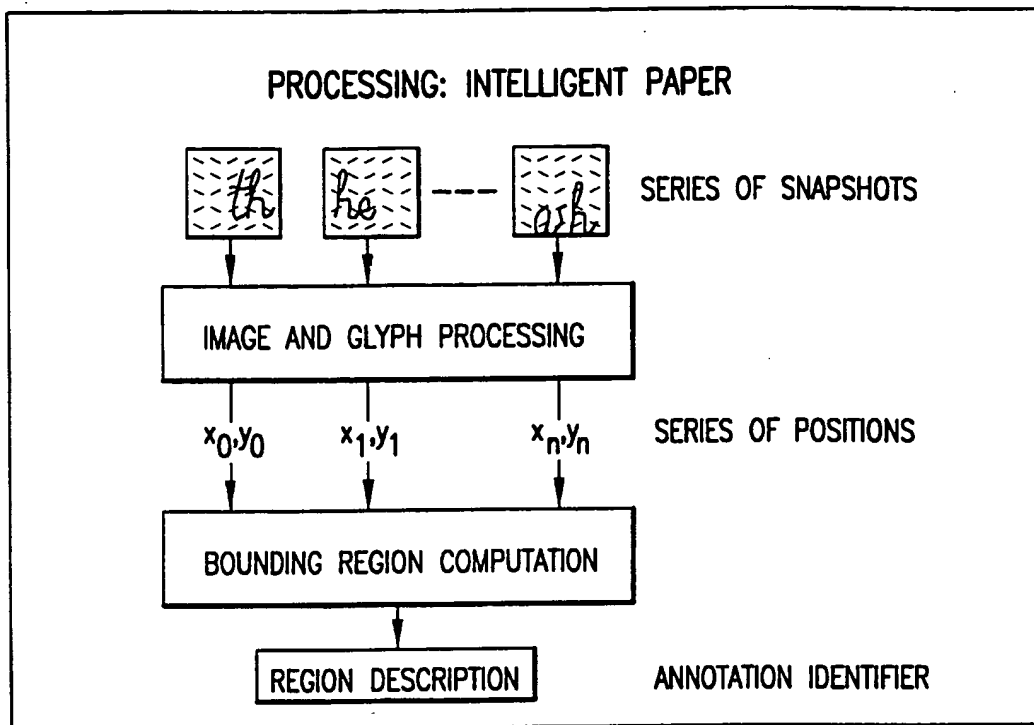 PROCESSING: INTELLIGENT PAPER
th he ash
SERIES OF SNAPSHOTS
IMAGE AND GLYPH PROCESSING
x0,y0 x1,y1 xn,yn
SERIES OF POSITIONS
BOUNDING REGION COMPUTATION
REGION DESCRIPTION
ANNOTATION IDENTIFIER